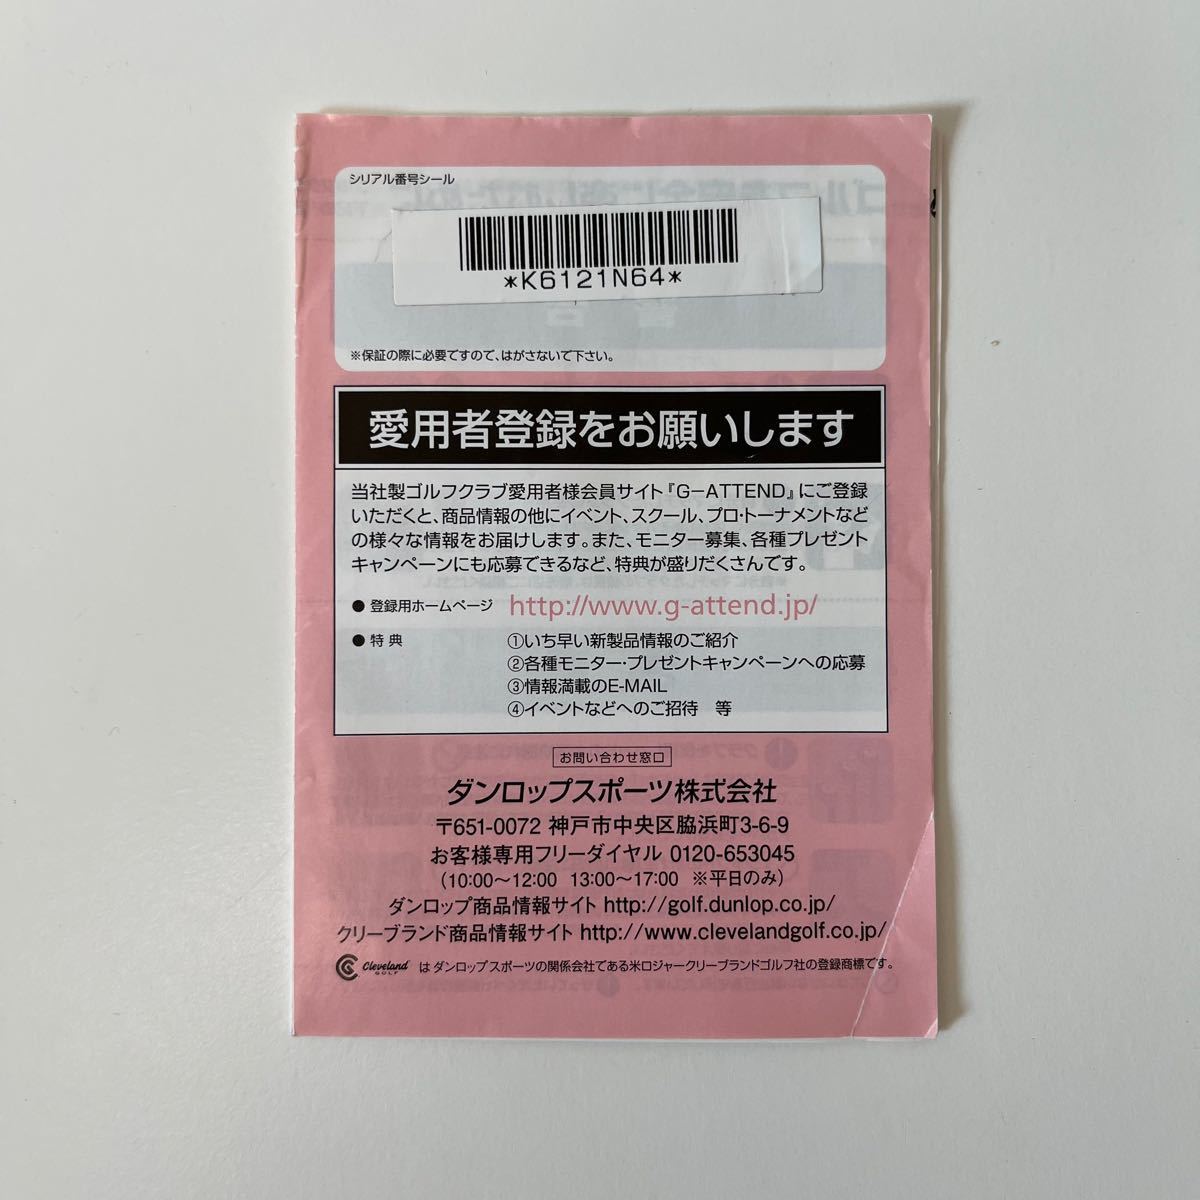 シリアル番号シール
*K6121N64*
※保証の際に必要ですので、はがさないで下さい。
愛用者登録をお願いします
当社製ゴルフクラブ愛用者様会員サイト『G-ATTEND』にご登録
いただくと、商品情報の他にイベント、スクール、プロ・トーナメントなど
の様々な情報をお届けします。また、モニター募集、各種プレゼント
キャンペーンにも応募できるなど、特典が盛りだくさんです。
● 登録用ホームページ http://www.g-attend.jp/
● 特典 ①いち早い新製品情報のご紹介
②各種モニター・プレゼントキャンペーンへの応募
③情報満載のE-MAIL
④イベントなどへのご招待 等
お問い合わせ窓口
ダンロップスポーツ株式会社
〒651-0072 神戸市中央区脇浜町3-6-9
お客様専用フリーダイヤル 0120-653045
(10:00〜12:00 13:00〜17:00 ※平日のみ)
ダンロップ商品情報サイト http://golf.dunlop.co.jp/
クリーブランド商品情報サイト http://www.clevelandgolf.co.jp/
Cleveland GOLF は ダンロップスポーツの関係会社である米ロジャークリーブランドゴルフ社の登録商標です。